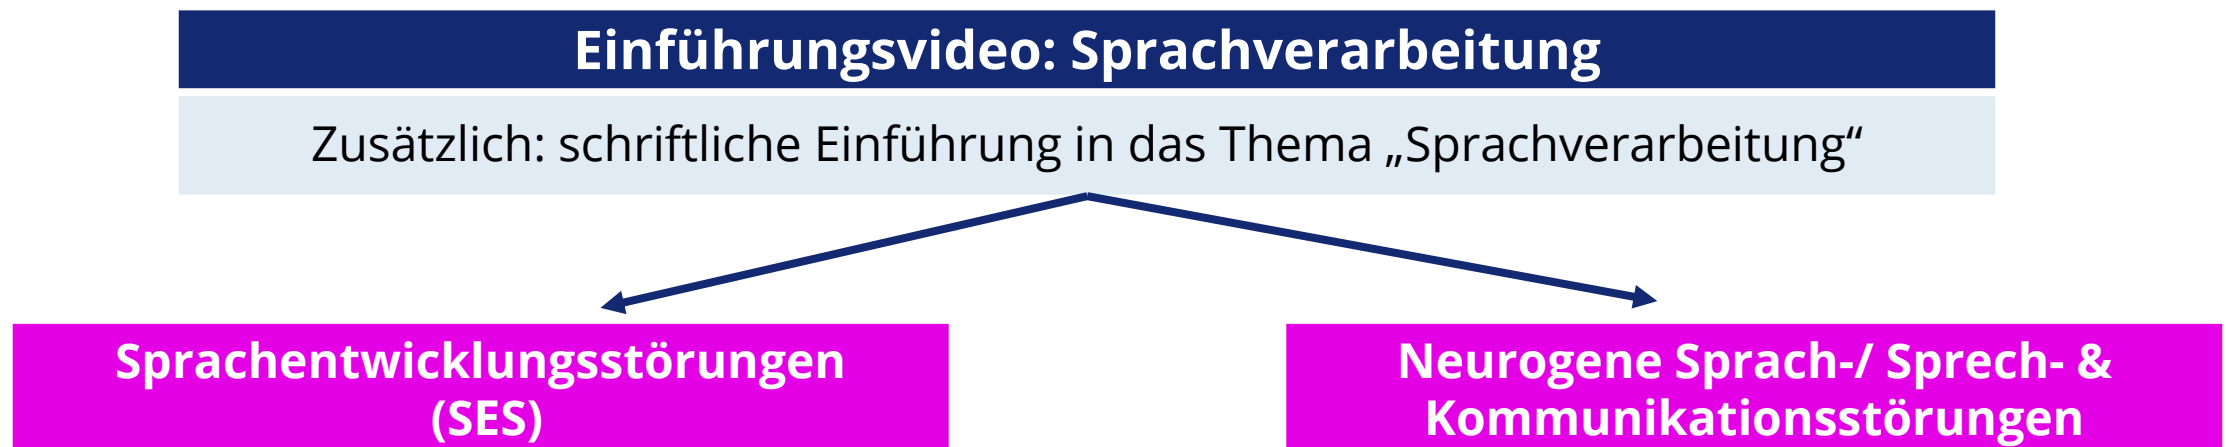 Einführungsvideo: Sprachverarbeitung
Zusätzlich: schriftliche Einführung in das Thema „Sprachverarbeitung“
Sprachentwicklungsstörungen
(SES)
Neurogene Sprach-/ Sprech- &
Kommunikationsstörungen